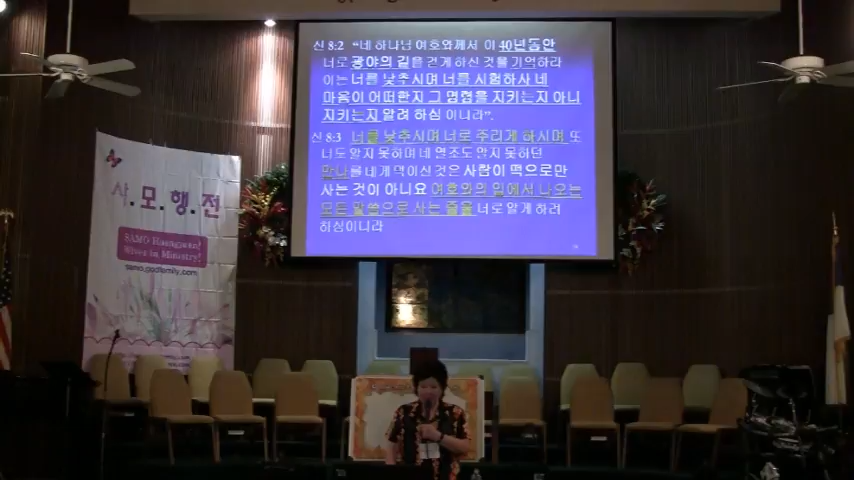 신 8:2 “네 하나님 여호와께서 이 40년동안
너로 광야의 길을 걷게 하신 것을 기억하라
이는 너를 낮추시며 너를 시험하사 네
마음이 어떠한지 그 명령을 지키는지 아니
지키는지 알려 하심 이니라”.
신 8:3 너를 낮추시며 너로 주리게 하시며 또
너도 알지 못하며 네 열조도 알지 못하던
만나를 네게 먹이신 것은 사람이 떡으로만
사는 것이 아니요 여호와의 입에서 나오는
모든 말씀으로 사는 줄을 너로 알게 하려
하심이니라
사.모.행.전
SAMO Haengjeon!
Wives in Ministry!
samo.godfamily.com